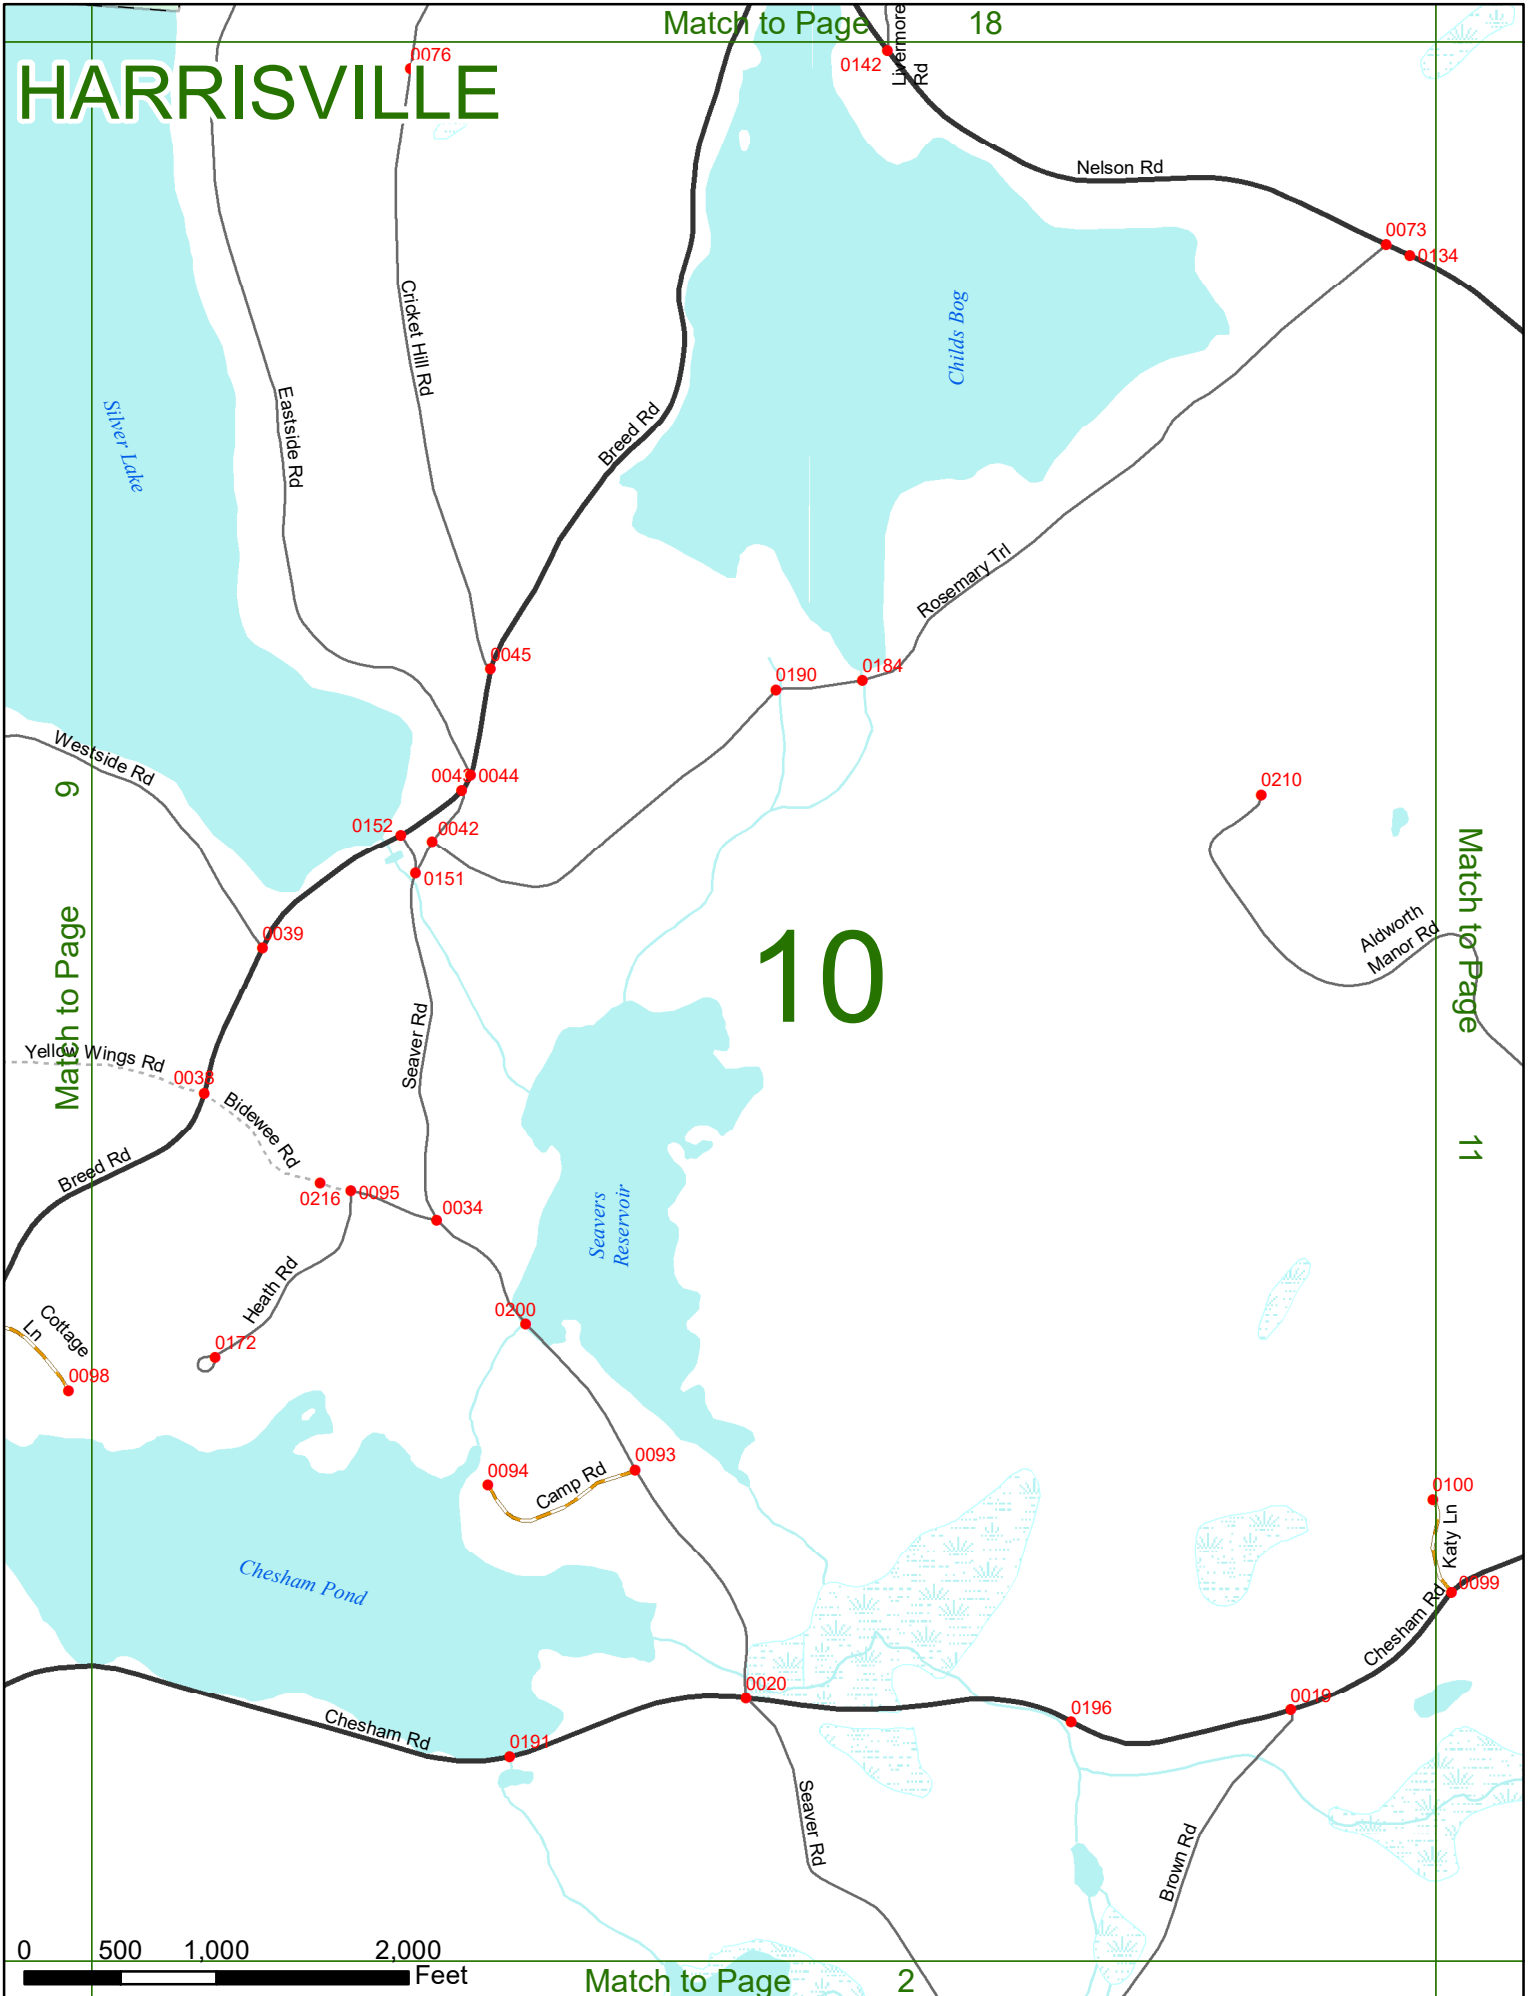 Match to Page 18
HARRISVILLE
0076
0142
Livermore
Rd
Nelson Rd
0073
0134
Cricket Hill Rd
Childs Bog
Eastside Rd
Silver Lake
Breed Rd
Rosemary Trl
0045
0184
0190
Westside Rd
0043
0044
0210
9
0152
0042
0151
Match to Page
11
0039
Aldworth
Manor Rd
10
Match to Page
Seaver Rd
Yellow Wings Rd
0038
Bidewee Rd
Breed Rd
0216
0095
0034
Seavers
Reservoir
Heath Rd
0200
Cottage
Ln
0172
0098
0093
0094
Camp Rd
0100
Katy Ln
Chesham Pond
0099
Chesham Rd
0020
0196
0019
Chesham Rd
0191
Seaver Rd
Brown Rd
0 500 1,000 2,000
Feet
Match to Page 2